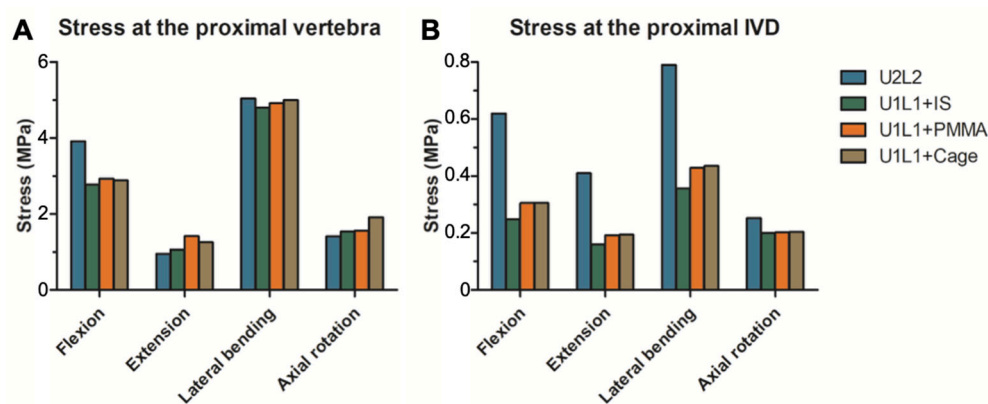 A Stress at the proximal vertebra
Stress (MPa)
6
4
2
0
Flexion
Extension
Lateral bending
Axial rotation
B Stress at the proximal IVD
Stress (MPa)
0.8
0.6
0.4
0.2
0
Flexion
Extension
Lateral bending
Axial rotation
U2L2
U1L1+IS
U1L1+PMMA
U1L1+Cage